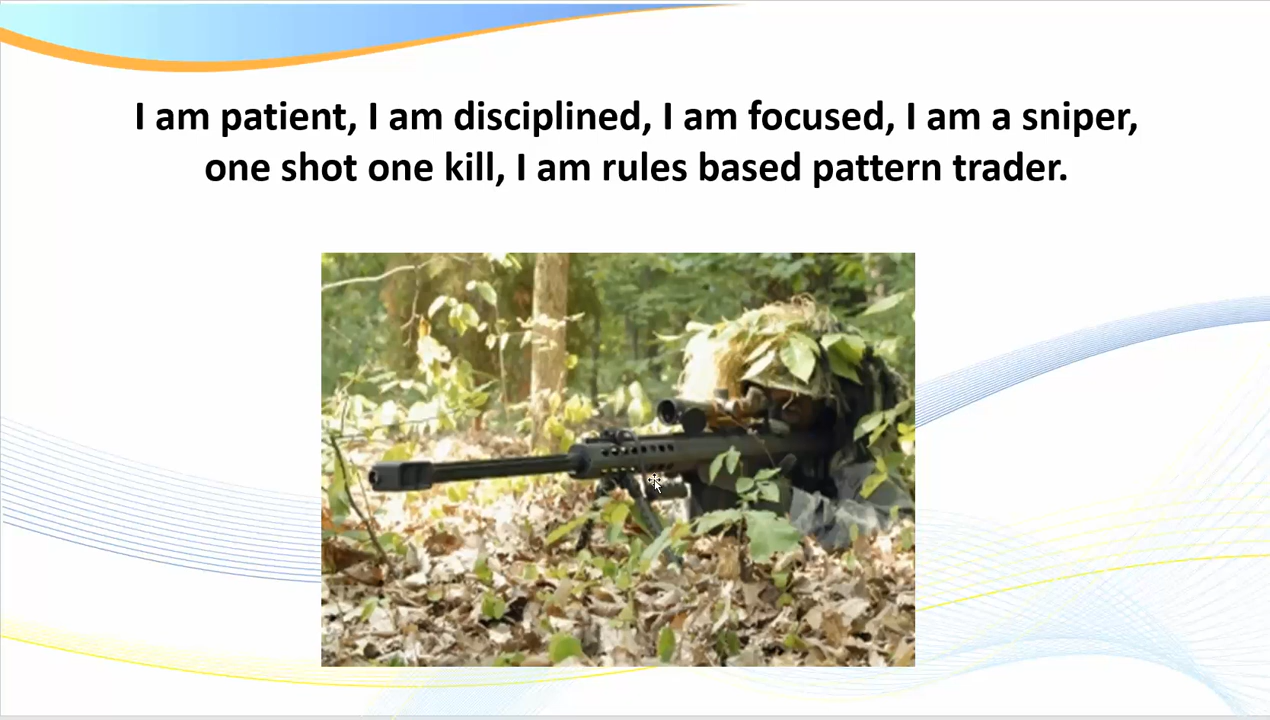 I am patient, I am disciplined, I am focused, I am a sniper,
one shot one kill, I am rules based pattern trader.